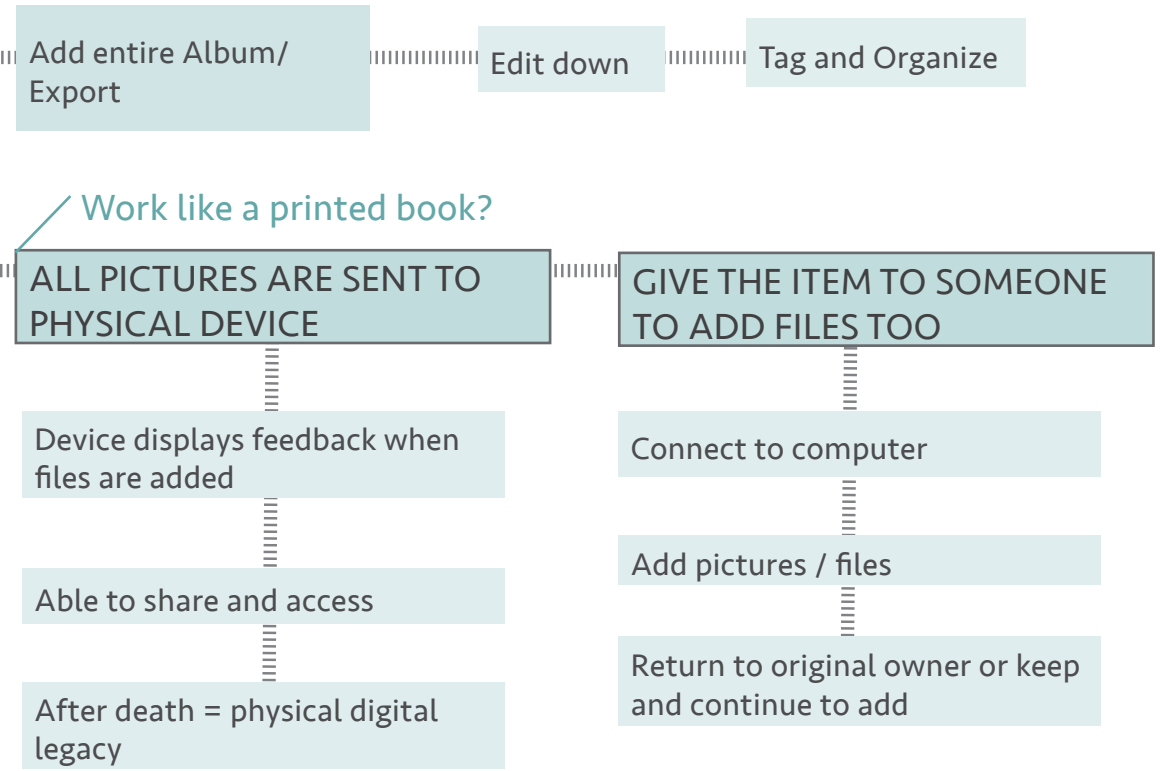 Add entire Album/
Export
Edit down
Tag and Organize
Work like a printed book?
ALL PICTURES ARE SENT TO
PHYSICAL DEVICE
Device displays feedback when
files are added
Able to share and access
After death = physical digital
legacy
GIVE THE ITEM TO SOMEONE
TO ADD FILES TOO
Connect to computer
Add pictures / files
Return to original owner or keep
and continue to add